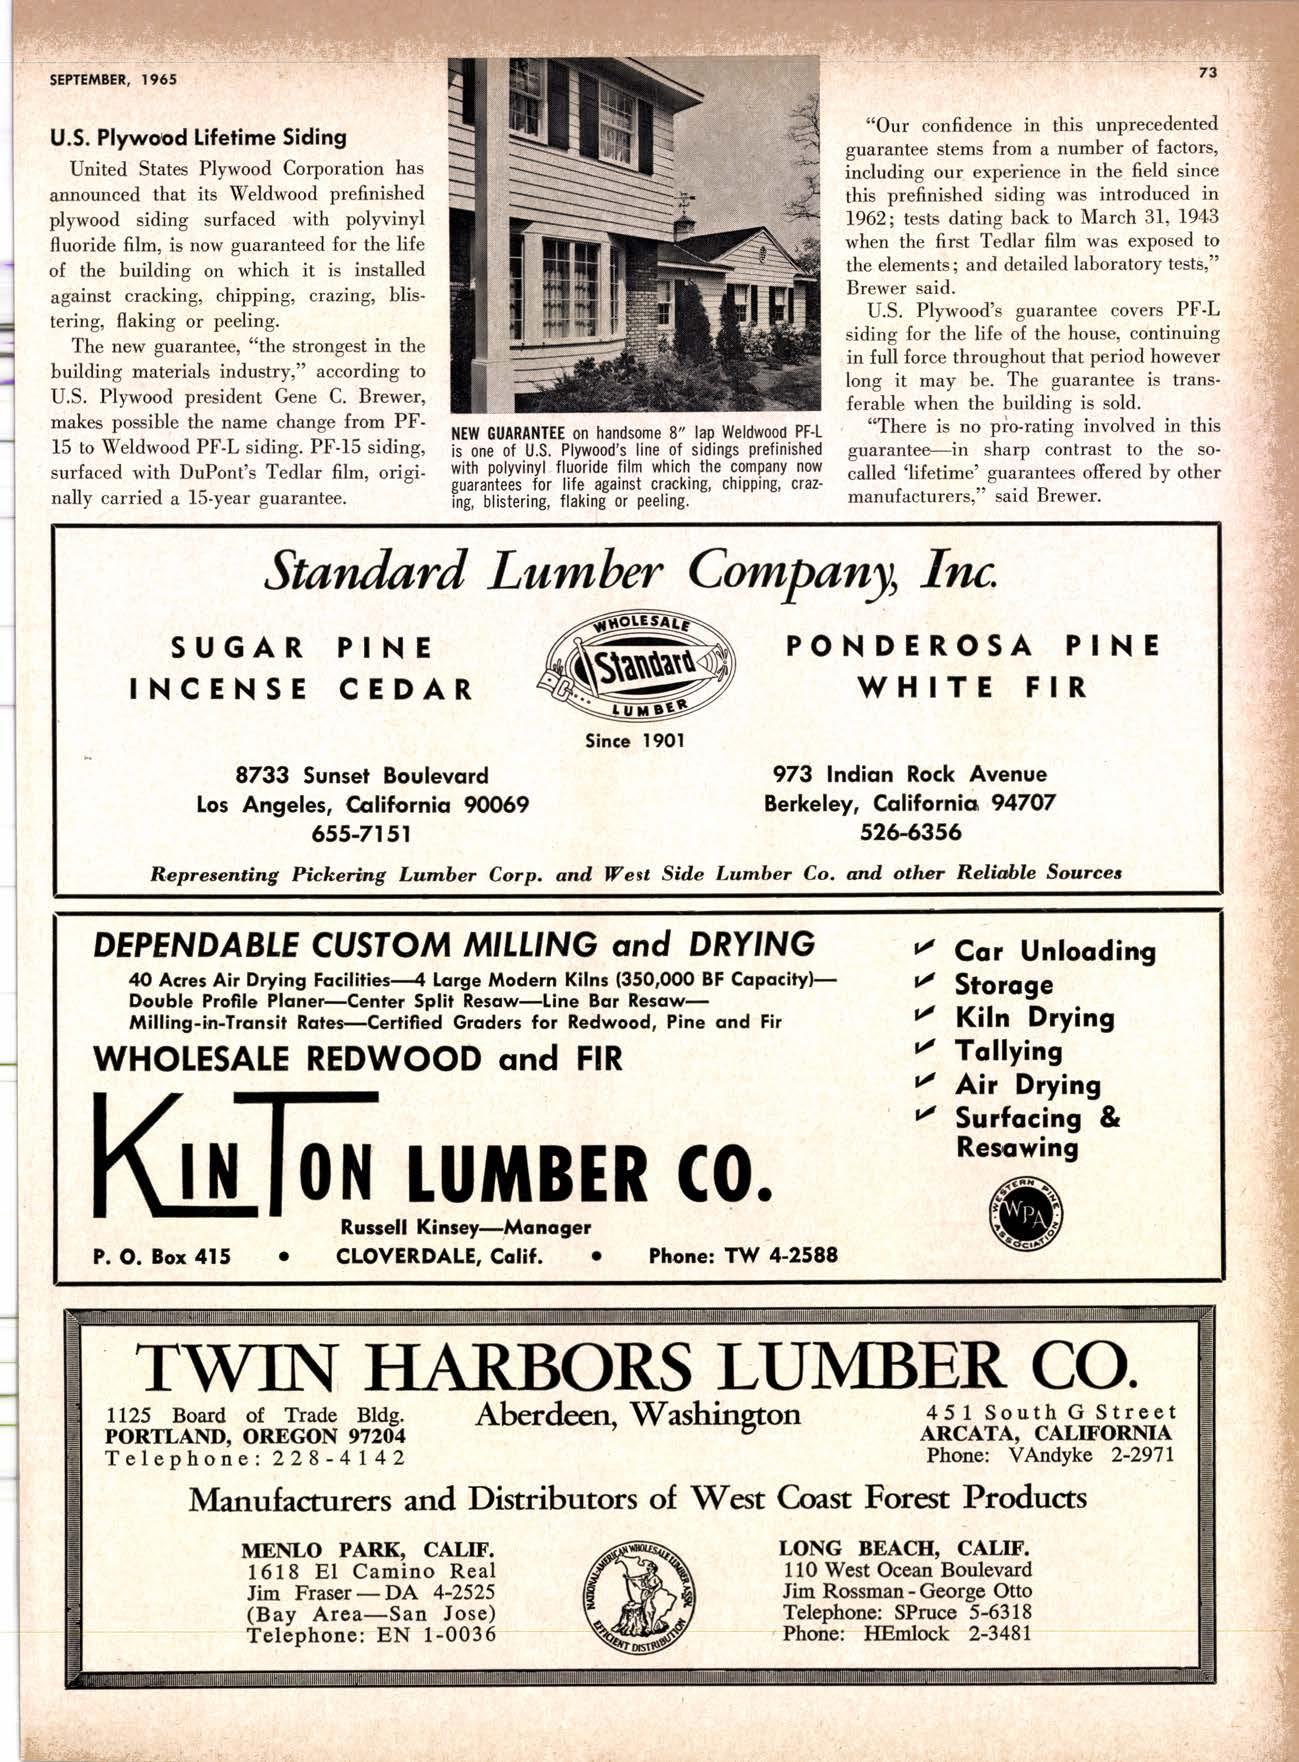 SEPTEMBER, 1965
73
U.S. Plywood Lifetime Siding
United States Plywood Corporation has
announced that its Weldwood prefinished
plywood siding surfaced with polyvinyl
fluoride film, is now guaranteed for the life
of the building on which it is installed
against cracking, chipping, crazing, blis-
tering, flaking or peeling.
The new guarantee, “the strongest in the
building materials industry,” according to
U.S. Plywood president Gene C. Brewer,
makes possible the name change from PF-
15 to Weldwood PF-L siding. PF-15 siding,
surfaced with DuPont's Tedlar film, origi-
nally carried a 15-year guarantee.
NEW GUARANTEE on handsome 8″ lap Weldwood PF-L
is one of U.S. Plywood's line of sidings prefinished
with polyvinyl fluoride film which the company now
guarantees for life against cracking, chipping, craz-
ing, blistering, flaking or peeling.
“Our confidence in this unprecedented
guarantee stems from a number of factors,
including our experience in the field since
this prefinished siding was introduced in
1962; tests dating back to March 31, 1943
when the first Tedlar film was exposed to
the elements; and detailed laboratory tests,”
Brewer said.
U.S. Plywood's guarantee covers PF-L
siding for the life of the house, continuing
in full force throughout that period however
long it may be. The guarantee is trans-
ferable when the building is sold.
“There is no pro-rating involved in this
guarantee—in sharp contrast to the so-
called ‘lifetime’ guarantees offered by other
manufacturers,” said Brewer.
Standard Lumber Company, Inc.
SUGAR PINE
INCENSE CEDAR
WHOLESALE
Standard
LUMBER
Since 1901
PONDEROSA PINE
WHITE FIR
8733 Sunset Boulevard
Los Angeles, California 90069
655-7151
973 Indian Rock Avenue
Berkeley, California 94707
526-6356
Representing Pickering Lumber Corp. and West Side Lumber Co. and other Reliable Sources
DEPENDABLE CUSTOM MILLING and DRYING
40 Acres Air Drying Facilities—4 Large Modern Kilns (350,000 BF Capacity)—
Double Profile Planer—Center Split Resaw—Line Bar Resaw—
Milling-in-Transit Rates—Certified Graders for Redwood, Pine and Fir
WHOLESALE REDWOOD and FIR
KINTON LUMBER CO.
Russell Kinsey—Manager
P. O. Box 415 • CLOVERDALE, Calif. • Phone: TW 4-2588
✔ Car Unloading
✔ Storage
✔ Kiln Drying
✔ Tallying
✔ Air Drying
✔ Surfacing &
Resawing
WESTERN PINE
WPA
ASSOCIATION
TWIN HARBORS LUMBER CO.
1125 Board of Trade Bldg.
PORTLAND, OREGON 97204
Telephone: 228-4142
Aberdeen, Washington
451 South G Street
ARCATA, CALIFORNIA
Phone: VAndyke 2-2971
Manufacturers and Distributors of West Coast Forest Products
MENLO PARK, CALIF.
1618 El Camino Real
Jim Fraser — DA 4-2525
(Bay Area—San Jose)
Telephone: EN 1-0036
NATIONAL-AMERICAN WHOLESALE LUMBER ASSN.
EFFICIENT DISTRIBUTION
LONG BEACH, CALIF.
110 West Ocean Boulevard
Jim Rossman - George Otto
Telephone: SPruce 5-6318
Phone: HEmlock 2-3481